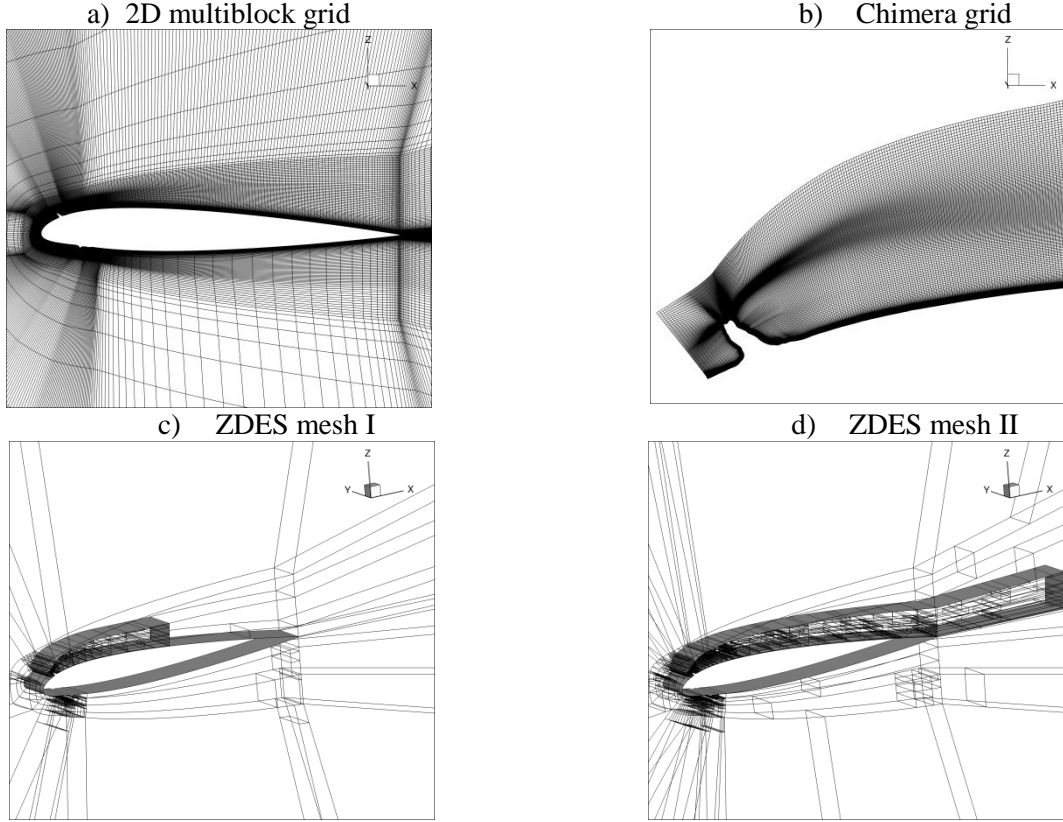 a) 2D multiblock grid
b) Chimera grid
Z
Y X
Z
Y X
c) ZDES mesh I
d) ZDES mesh II
Z
Y X
Z
Y X